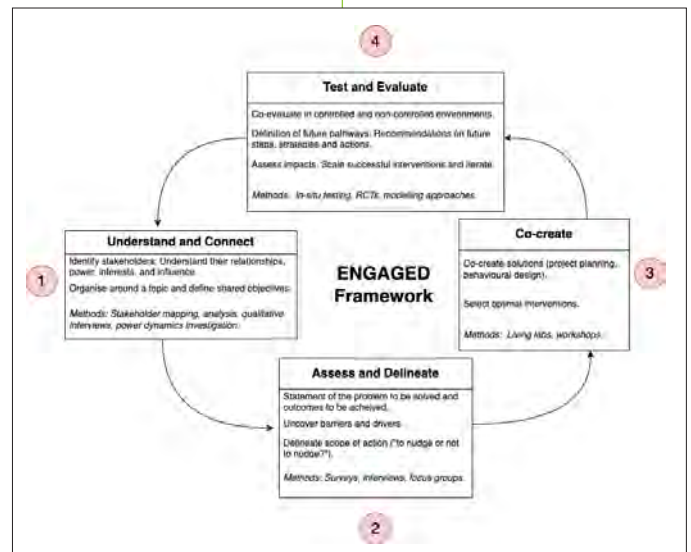 4
Test and Evaluate
Co-evaluate in controlled and non-controlled environments.
Definition of future pathways. Recommendations on future
steps, strategies and actions.
Assess impacts. Scale successful interventions and iterate.
Methods: In-situ testing, RCTs, modelling approaches.
1
Understand and Connect
Identify stakeholders: Understand their relationships,
power, interests, and influence.
Organise around a topic and define shared objectives.
Methods: Stakeholder mapping, analysis, qualitative
interviews, power dynamics investigation.
ENGAGED
Framework
Co-create
Co-create solutions (project planning,
behavioural design).
Select optimal interventions.
Methods: Living labs, workshops.
3
Assess and Delineate
Statement of the problem to be solved and
outcomes to be acheived.
Uncover barriers and drivers
Delineate scope of action ("to nudge or not
to nudge?").
Methods: Surveys, interviews, focus groups.
2